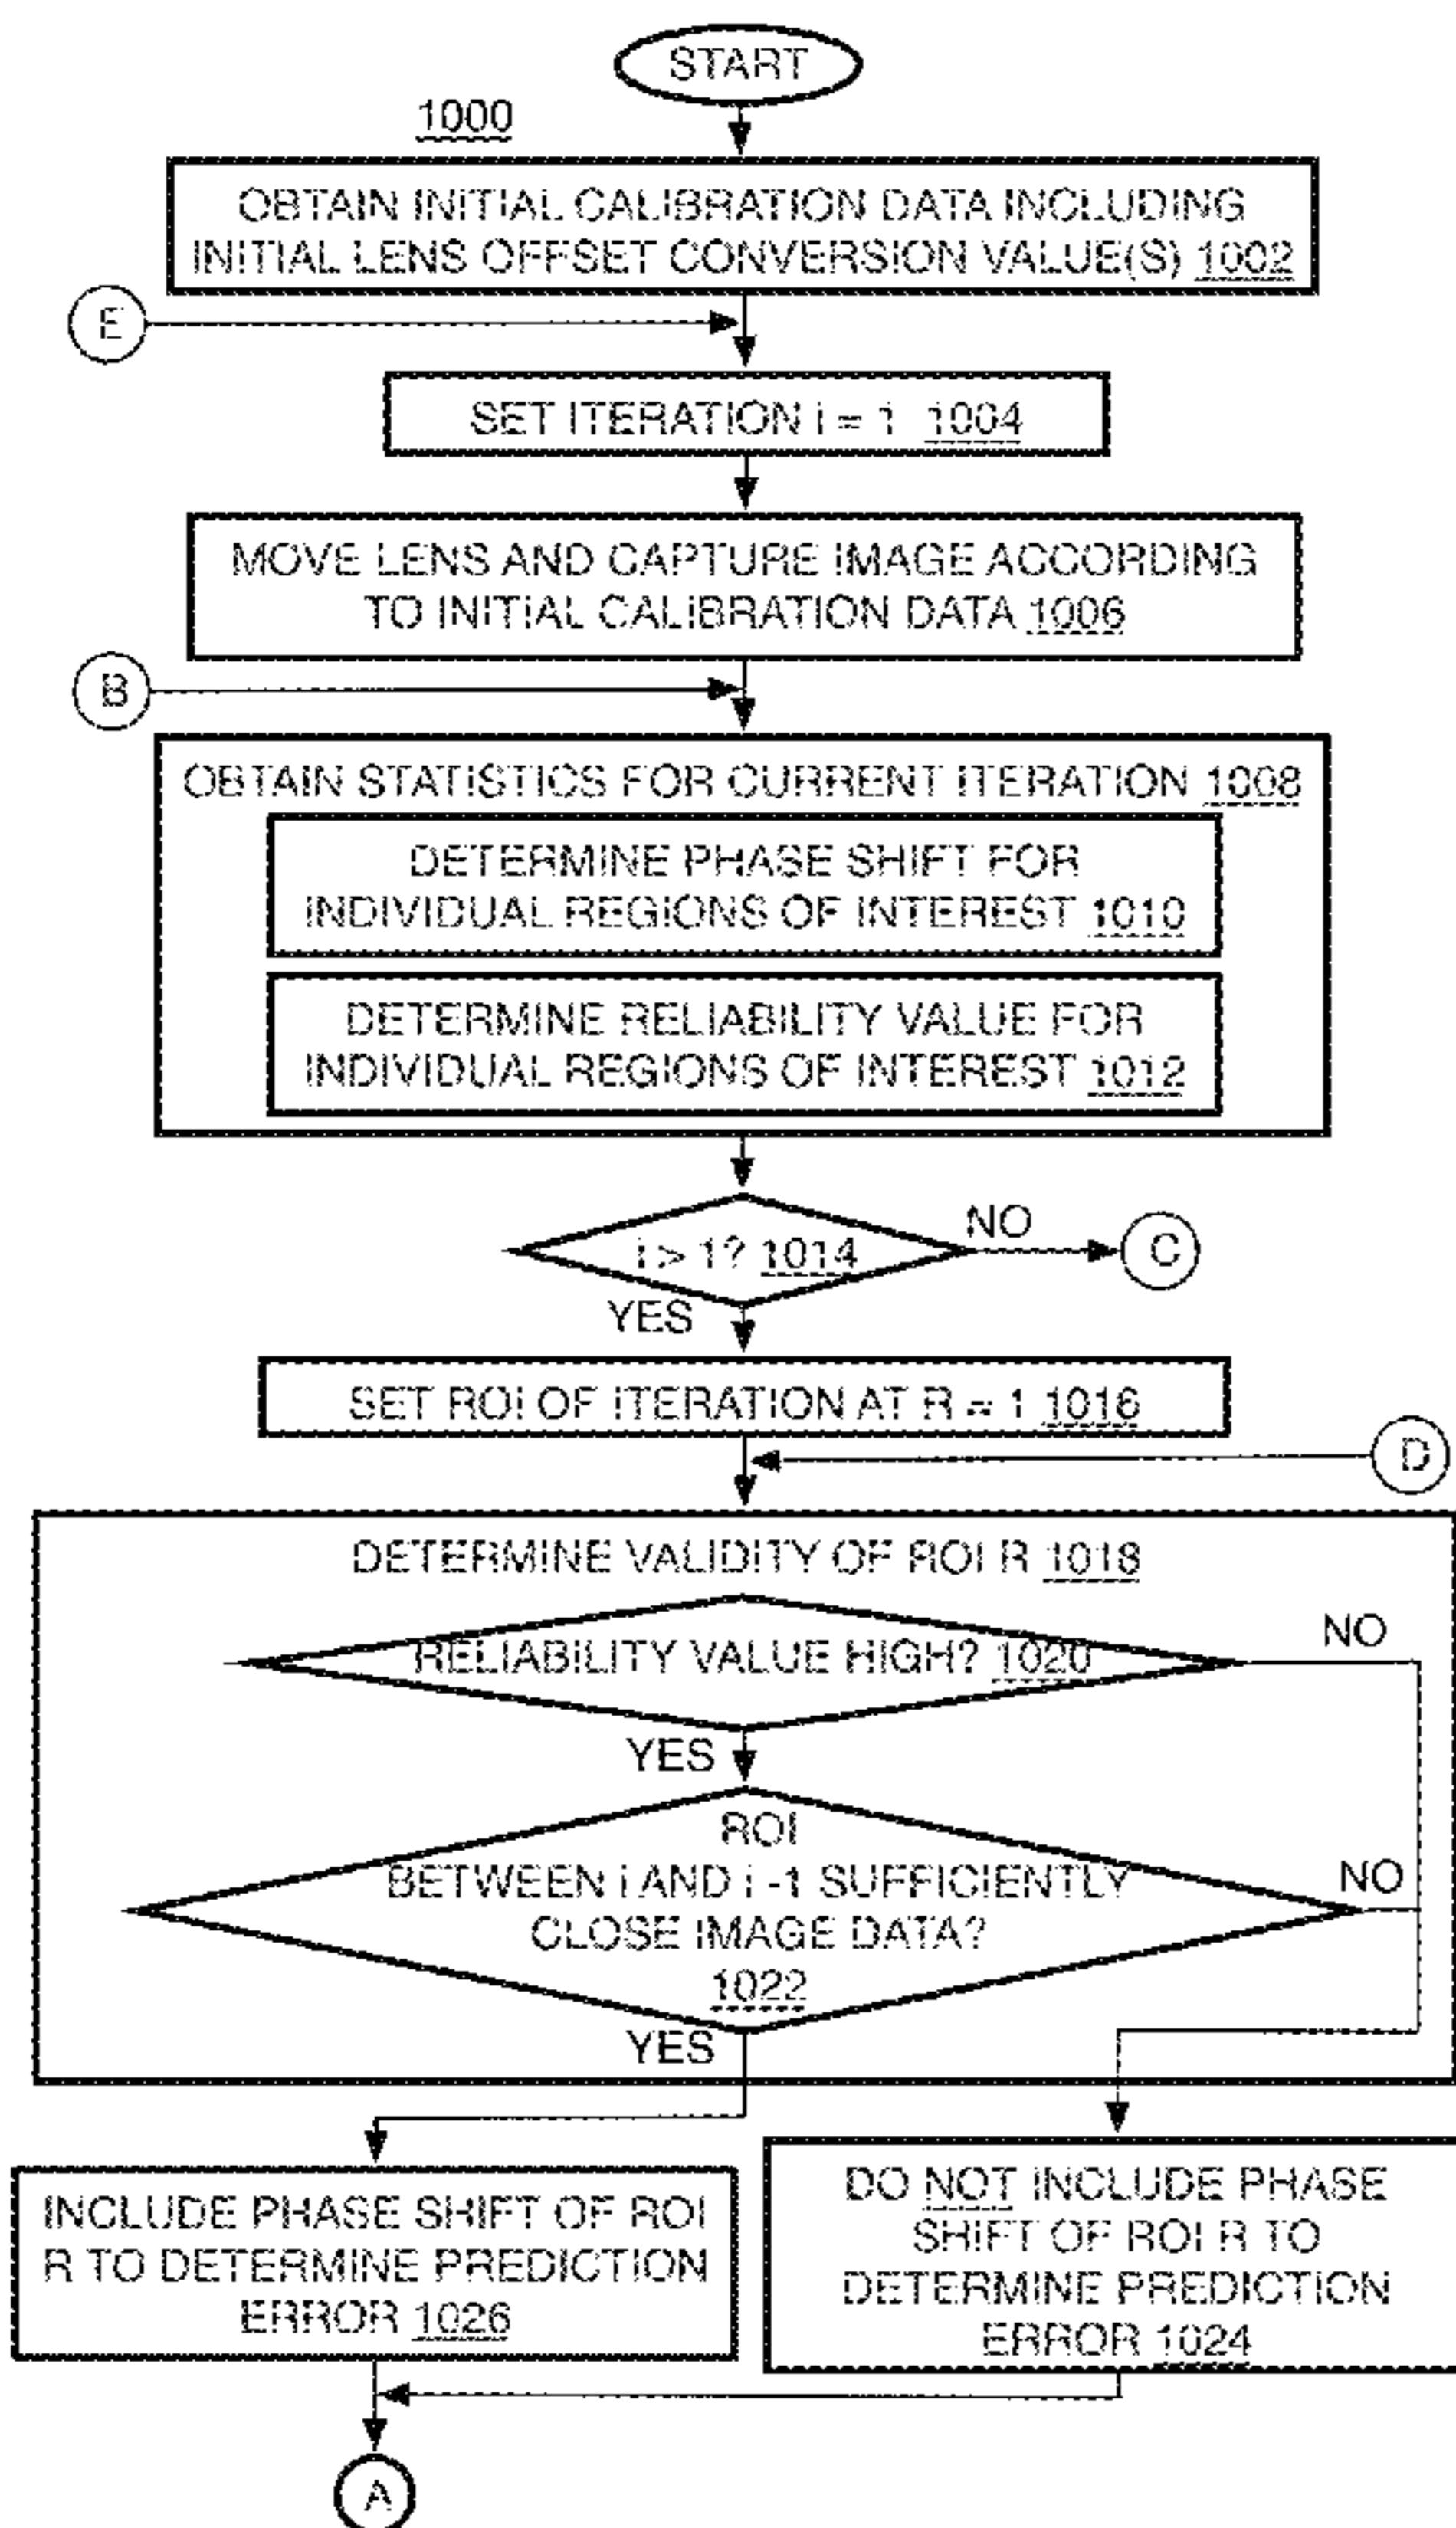 START
1000
OBTAIN INITIAL CALIBRATION DATA INCLUDING
INITIAL LENS OFFSET CONVERSION VALUE(S) 1002
E
SET ITERATION i = 1 1004
MOVE LENS AND CAPTURE IMAGE ACCORDING
TO INITIAL CALIBRATION DATA 1006
B
OBTAIN STATISTICS FOR CURRENT ITERATION 1008
DETERMINE PHASE SHIFT FOR
INDIVIDUAL REGIONS OF INTEREST 1010
DETERMINE RELIABILITY VALUE FOR
INDIVIDUAL REGIONS OF INTEREST 1012
NO
i > 1? 1014
C
YES
SET ROI OF ITERATION AT R = 1 1016
D
DETERMINE VALIDITY OF ROI R 1018
NO
RELIABILITY VALUE HIGH? 1020
YES
ROI
BETWEEN i AND i -1 SUFFICIENTLY
NO
CLOSE IMAGE DATA?
1022
YES
INCLUDE PHASE SHIFT OF ROI
R TO DETERMINE PREDICTION
ERROR 1026
DO NOT INCLUDE PHASE
SHIFT OF ROI R TO
DETERMINE PREDICTION
ERROR 1024
A